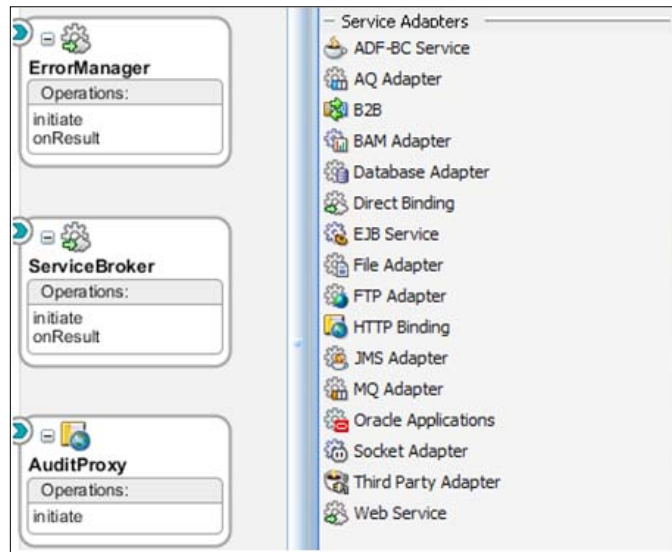 ErrorManager
Operations:
initiate
onResult
ServiceBroker
Operations:
initiate
onResult
AuditProxy
Operations:
initiate
Service Adapters
ADF-BC Service
AQ Adapter
B2B
BAM Adapter
Database Adapter
Direct Binding
EJB Service
File Adapter
FTP Adapter
HTTP Binding
JMS Adapter
MQ Adapter
Oracle Applications
Socket Adapter
Third Party Adapter
Web Service